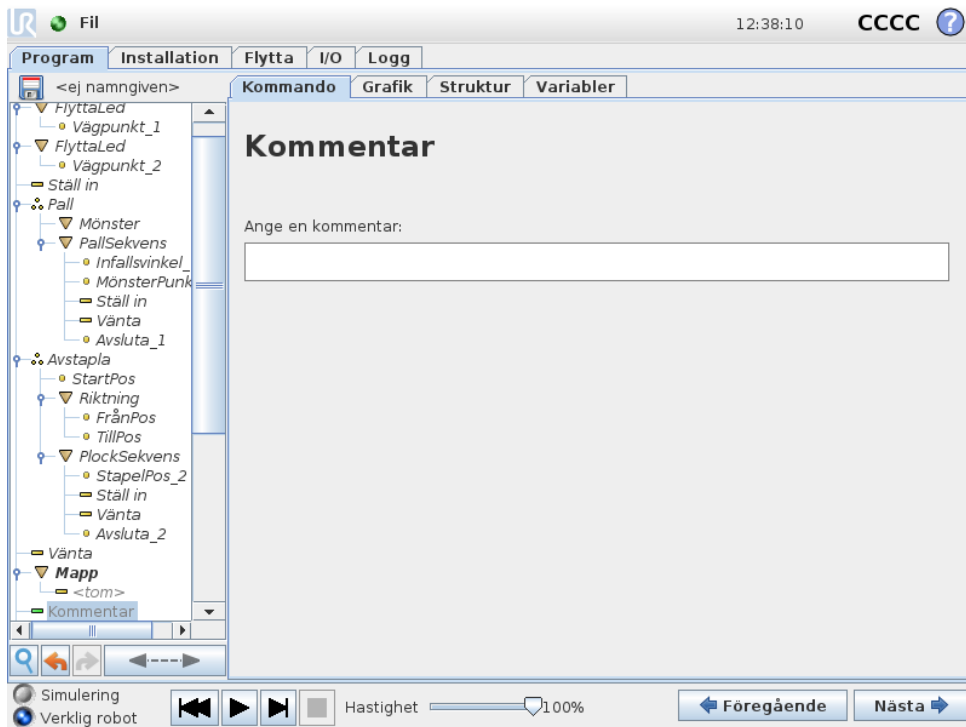 Fil 12:38:10 CCCC ?
Program Installation Flytta I/O Logg
<ej namngiven> Kommando Grafik Struktur Variabler
FlyttaLed
Vägpunkt_1
FlyttaLed
Vägpunkt_2
Ställ in
Pall
Mönster
PallSekvens
Infallsvinkel_
MönsterPunk
Ställ in
Vänta
Avsluta_1
Avstapla
StartPos
Riktning
FrånPos
TillPos
PlockSekvens
StapelPos_2
Ställ in
Vänta
Avsluta_2
Vänta
Mapp
<tom>
Kommentar
Kommentar
Ange en kommentar:
Simulering
Verklig robot
Hastighet 100%
Föregående Nästa